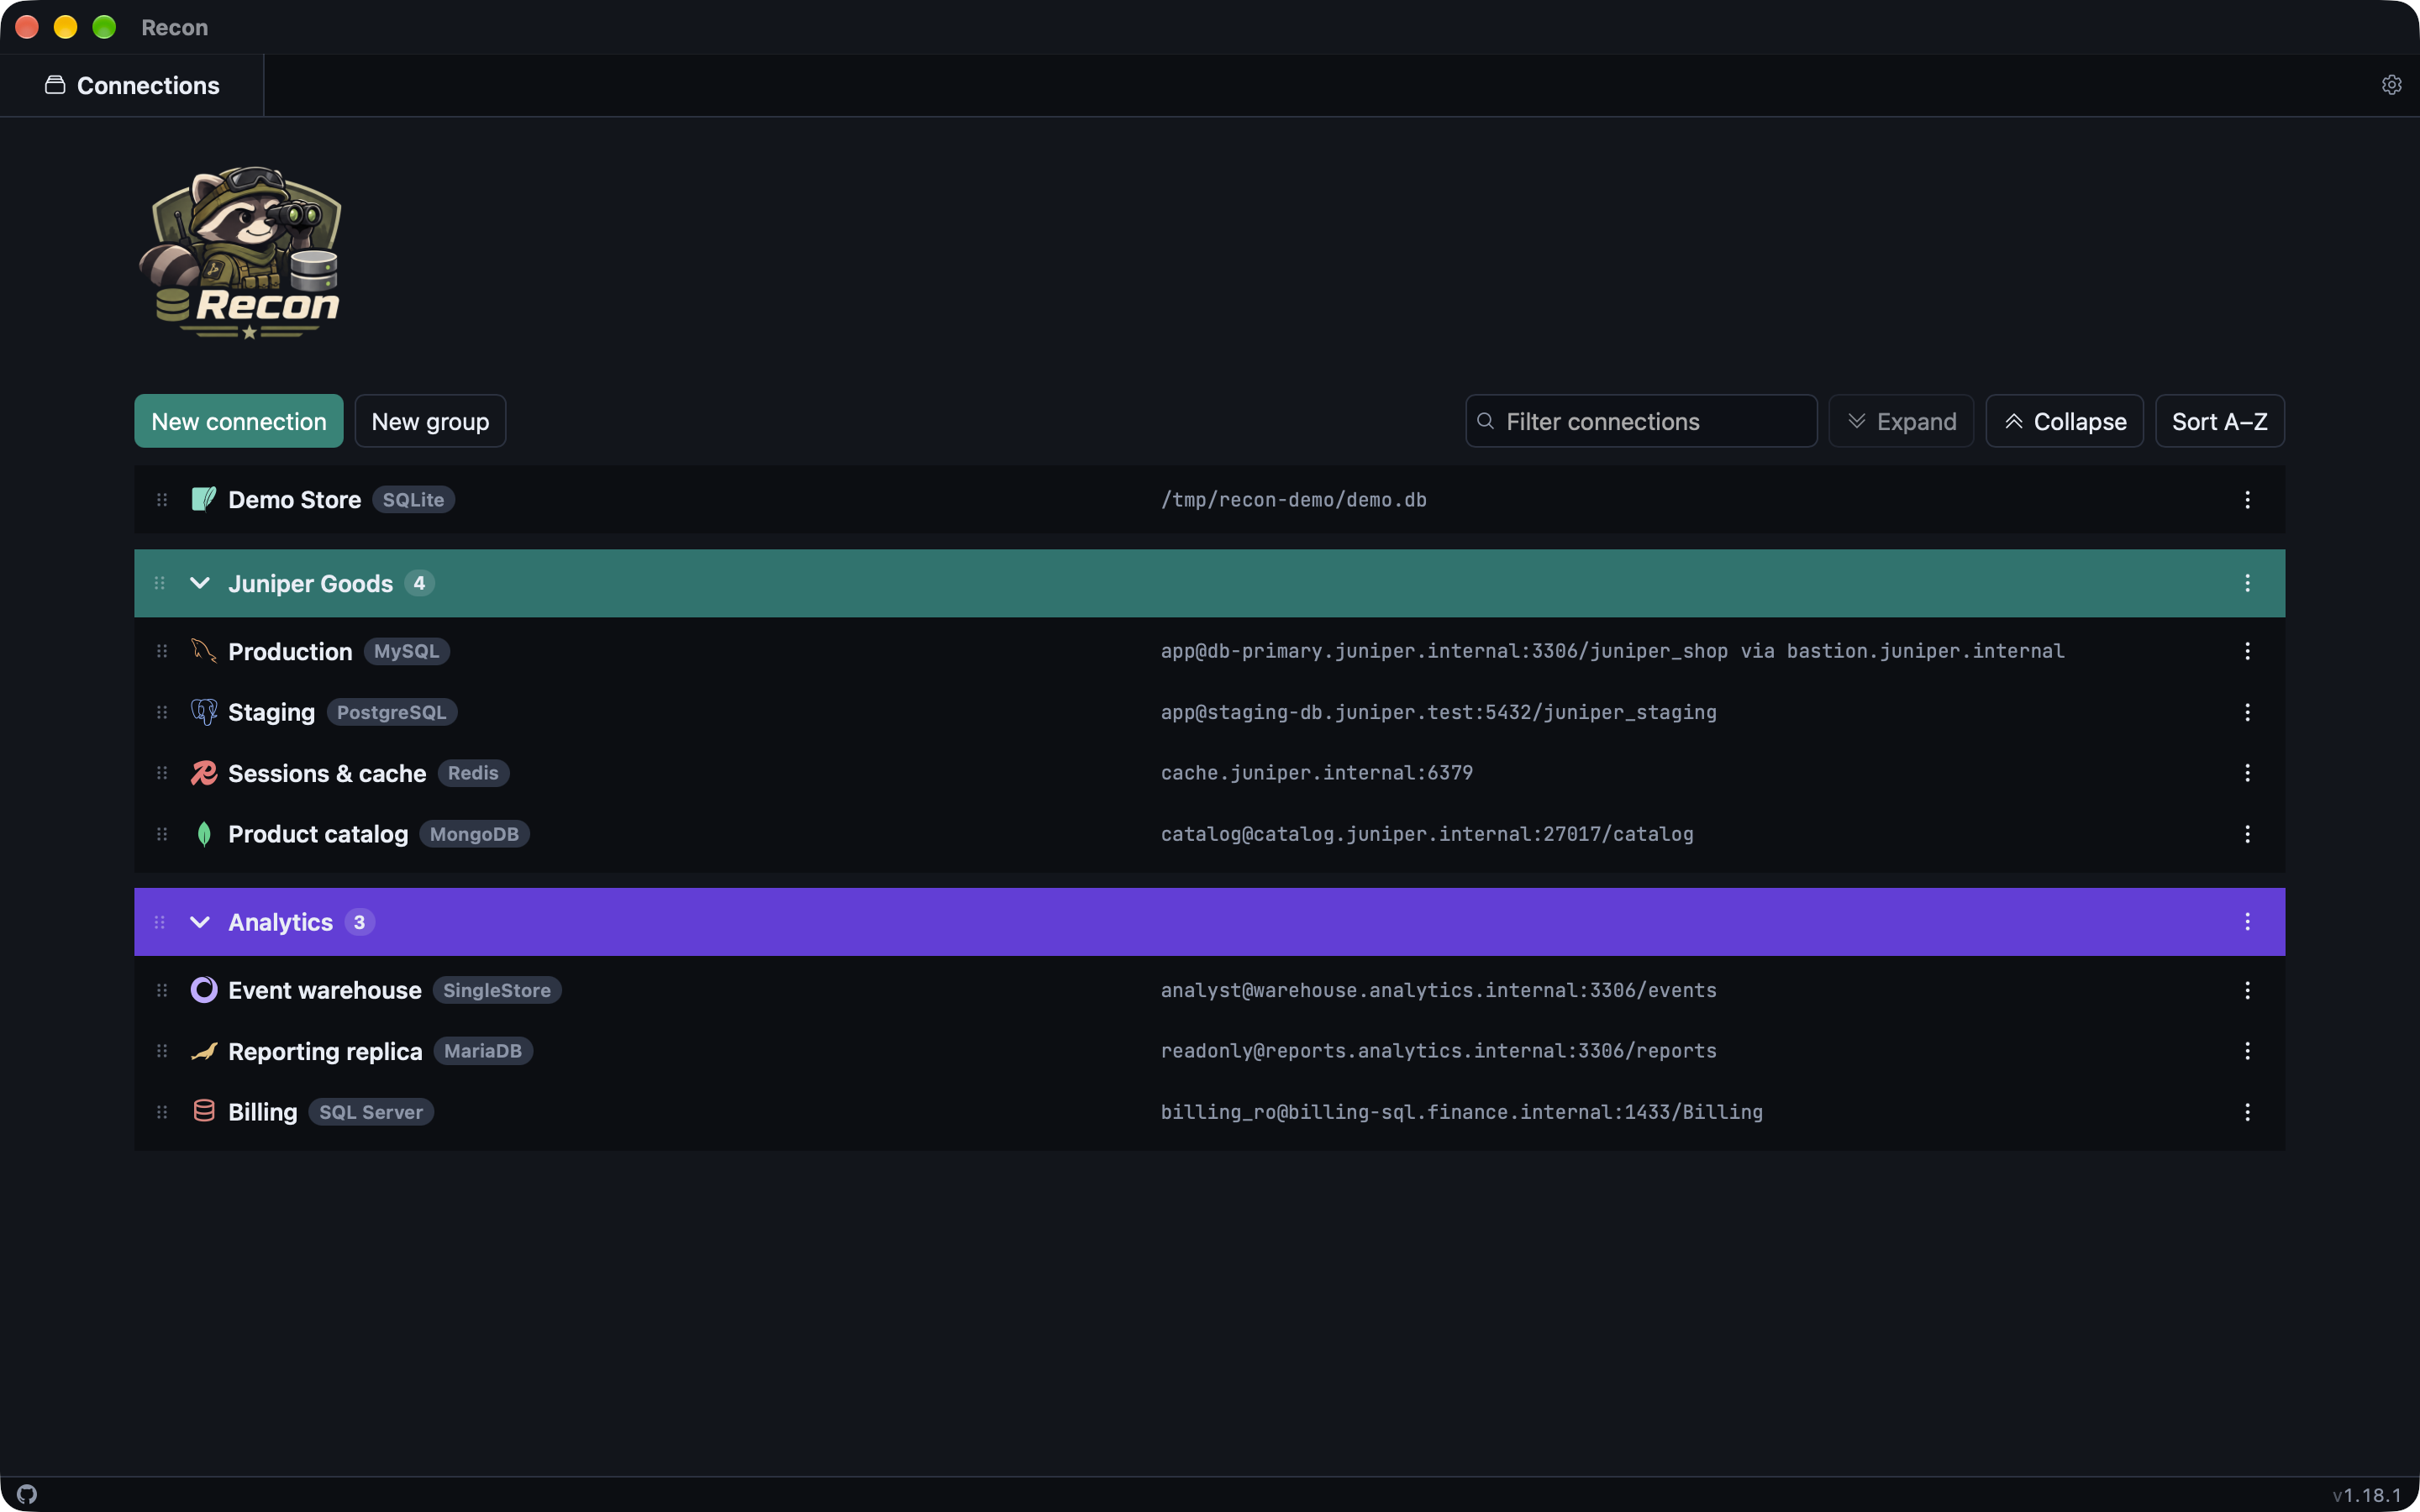 Recon
Connections
Recon
New connection New group Filter connections Expand Collapse Sort A–Z
Demo Store SQLite /tmp/recon-demo/demo.db
Juniper Goods 4
Production MySQL app@db-primary.juniper.internal:3306/juniper_shop via bastion.juniper.internal
Staging PostgreSQL app@staging-db.juniper.test:5432/juniper_staging
Sessions & cache Redis cache.juniper.internal:6379
Product catalog MongoDB catalog@catalog.juniper.internal:27017/catalog
Analytics 3
Event warehouse SingleStore analyst@warehouse.analytics.internal:3306/events
Reporting replica MariaDB readonly@reports.analytics.internal:3306/reports
Billing SQL Server billing_ro@billing-sql.finance.internal:1433/Billing
v1.18.1